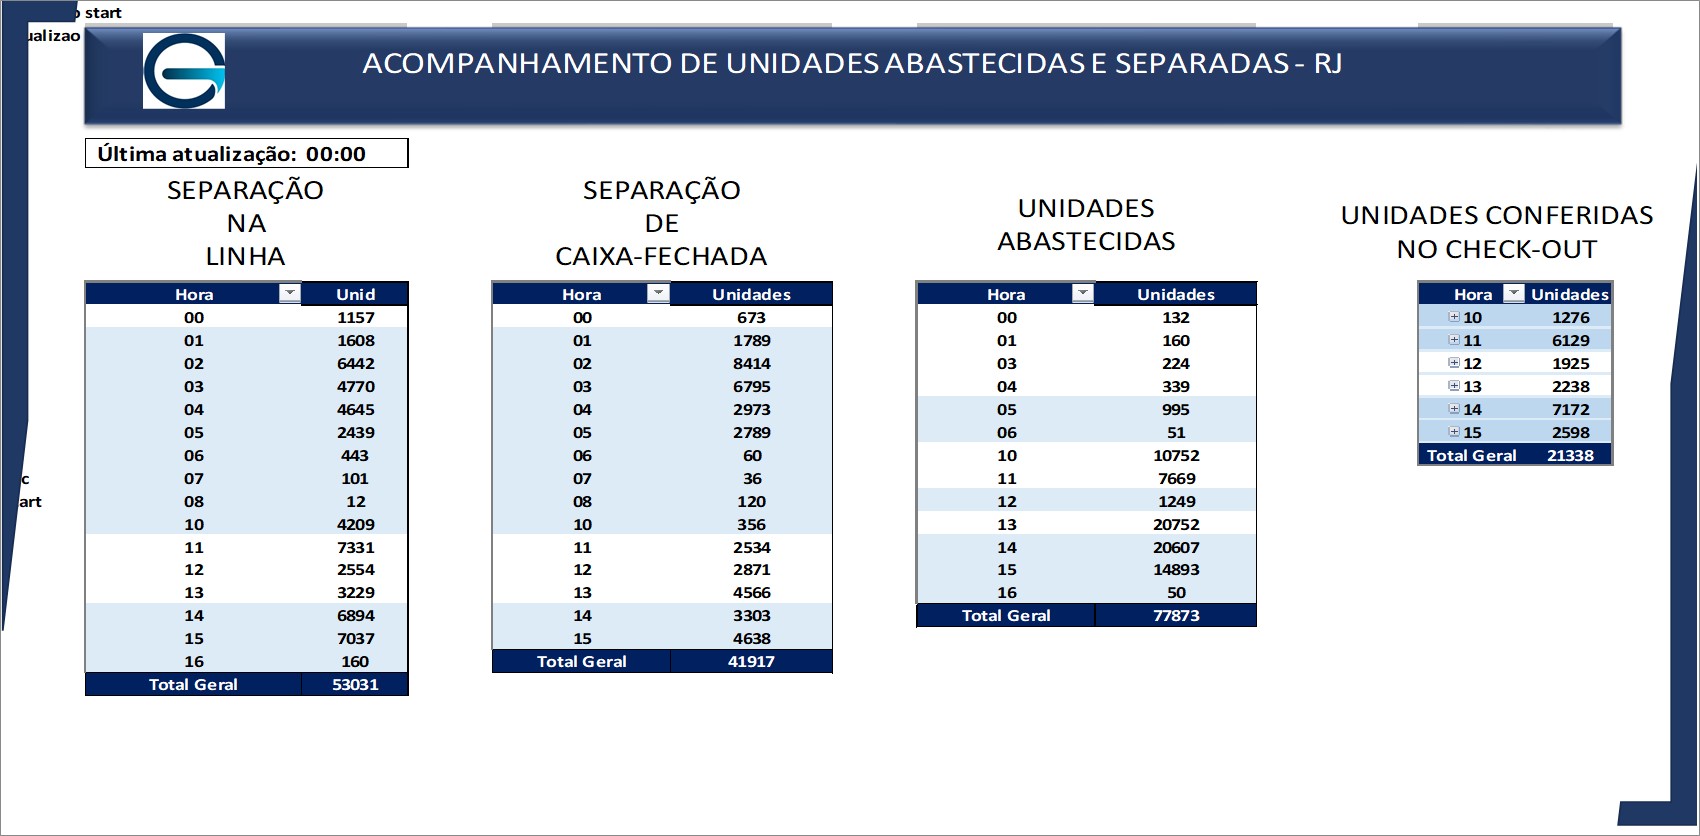 start
ualizao
ACOMPANHAMENTO DE UNIDADES ABASTECIDAS E SEPARADAS - RJ
Última atualização: 00:00
SEPARAÇÃO
NA
LINHA
Hora Unid
00 1157
01 1608
02 6442
03 4770
04 4645
05 2439
06 443
07 101
08 12
10 4209
11 7331
12 2554
13 3229
14 6894
15 7037
16 160
Total Geral 53031
SEPARAÇÃO
DE
CAIXA-FECHADA
Hora Unidades
00 673
01 1789
02 8414
03 6795
04 2973
05 2789
06 60
07 36
08 120
10 356
11 2534
12 2871
13 4566
14 3303
15 4638
Total Geral 41917
UNIDADES
ABASTECIDAS
Hora Unidades
00 132
01 160
03 224
04 339
05 995
06 51
10 10752
11 7669
12 1249
13 20752
14 20607
15 14893
16 50
Total Geral 77873
UNIDADES CONFERIDAS
NO CHECK-OUT
Hora Unidades
10 1276
11 6129
12 1925
13 2238
14 7172
15 2598
Total Geral 21338
c
art